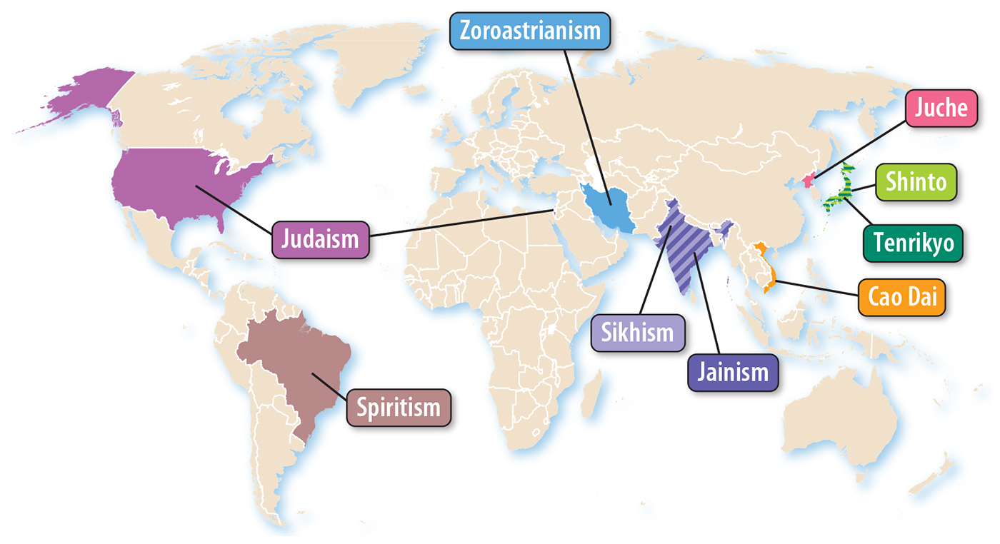 Zoroastrianism
Juche
Shinto
Judaism
Tenrikyo
Cao Dai
Sikhism
Jainism
Spiritism